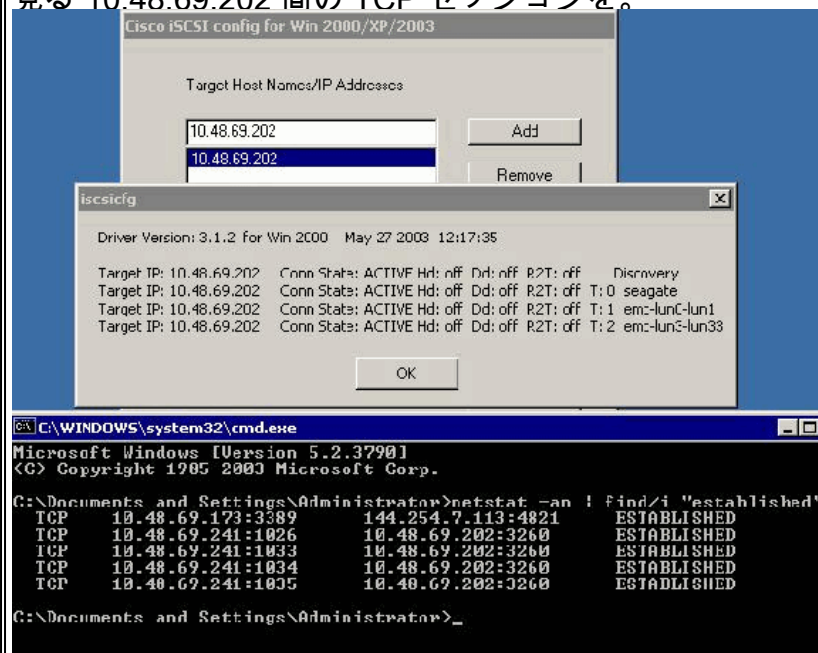 見る 10.48.69.202 間の TCP セッションを。
Cisco iSCSI config for Win 2000/XP/2003
Target Host Names/IP Addresses
10.48.69.202
Add
10.48.69.202
Remove
iscsicfg
Driver Version: 3.1.2 for Win 2000 May 27 2003 12:17:35
Target IP: 10.48.69.202 Conn State: ACTIVE Hd: off Dd: off R2T: off Discovery
Target IP: 10.48.69.202 Conn State: ACTIVE Hd: off Dd: off R2T: off T: 0 seagate
Target IP: 10.48.69.202 Conn State: ACTIVE Hd: off Dd: off R2T: off T: 1 emc-lun0-lun1
Target IP: 10.48.69.202 Conn State: ACTIVE Hd: off Dd: off R2T: off T: 2 emc-lun3-lun33
OK
C:\WINDOWS\system32\cmd.exe
Microsoft Windows [Version 5.2.3790]
(C) Copyright 1985-2003 Microsoft Corp.
C:\Documents and Settings\Administrator>netstat -an | find/i "established"
TCP 10.48.69.173:3389 144.254.7.113:4821 ESTABLISHED
TCP 10.48.69.241:1026 10.48.69.202:3260 ESTABLISHED
TCP 10.48.69.241:1033 10.48.69.202:3260 ESTABLISHED
TCP 10.48.69.241:1034 10.48.69.202:3260 ESTABLISHED
TCP 10.48.69.241:1035 10.48.69.202:3260 ESTABLISHED
C:\Documents and Settings\Administrator>_